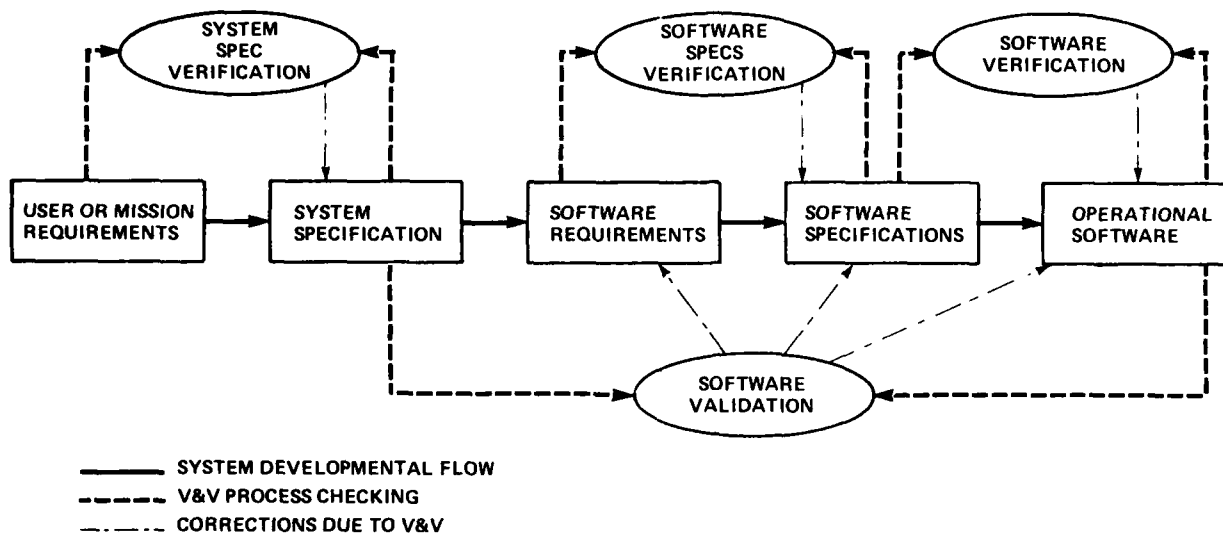 SYSTEM
SPEC
VERIFICATION
SOFTWARE
SPECS
VERIFICATION
SOFTWARE
VERIFICATION
USER OR MISSION
REQUIREMENTS
SYSTEM
SPECIFICATION
SOFTWARE
REQUIREMENTS
SOFTWARE
SPECIFICATIONS
OPERATIONAL
SOFTWARE
SOFTWARE
VALIDATION
SYSTEM DEVELOPMENTAL FLOW
V&V PROCESS CHECKING
CORRECTIONS DUE TO V&V